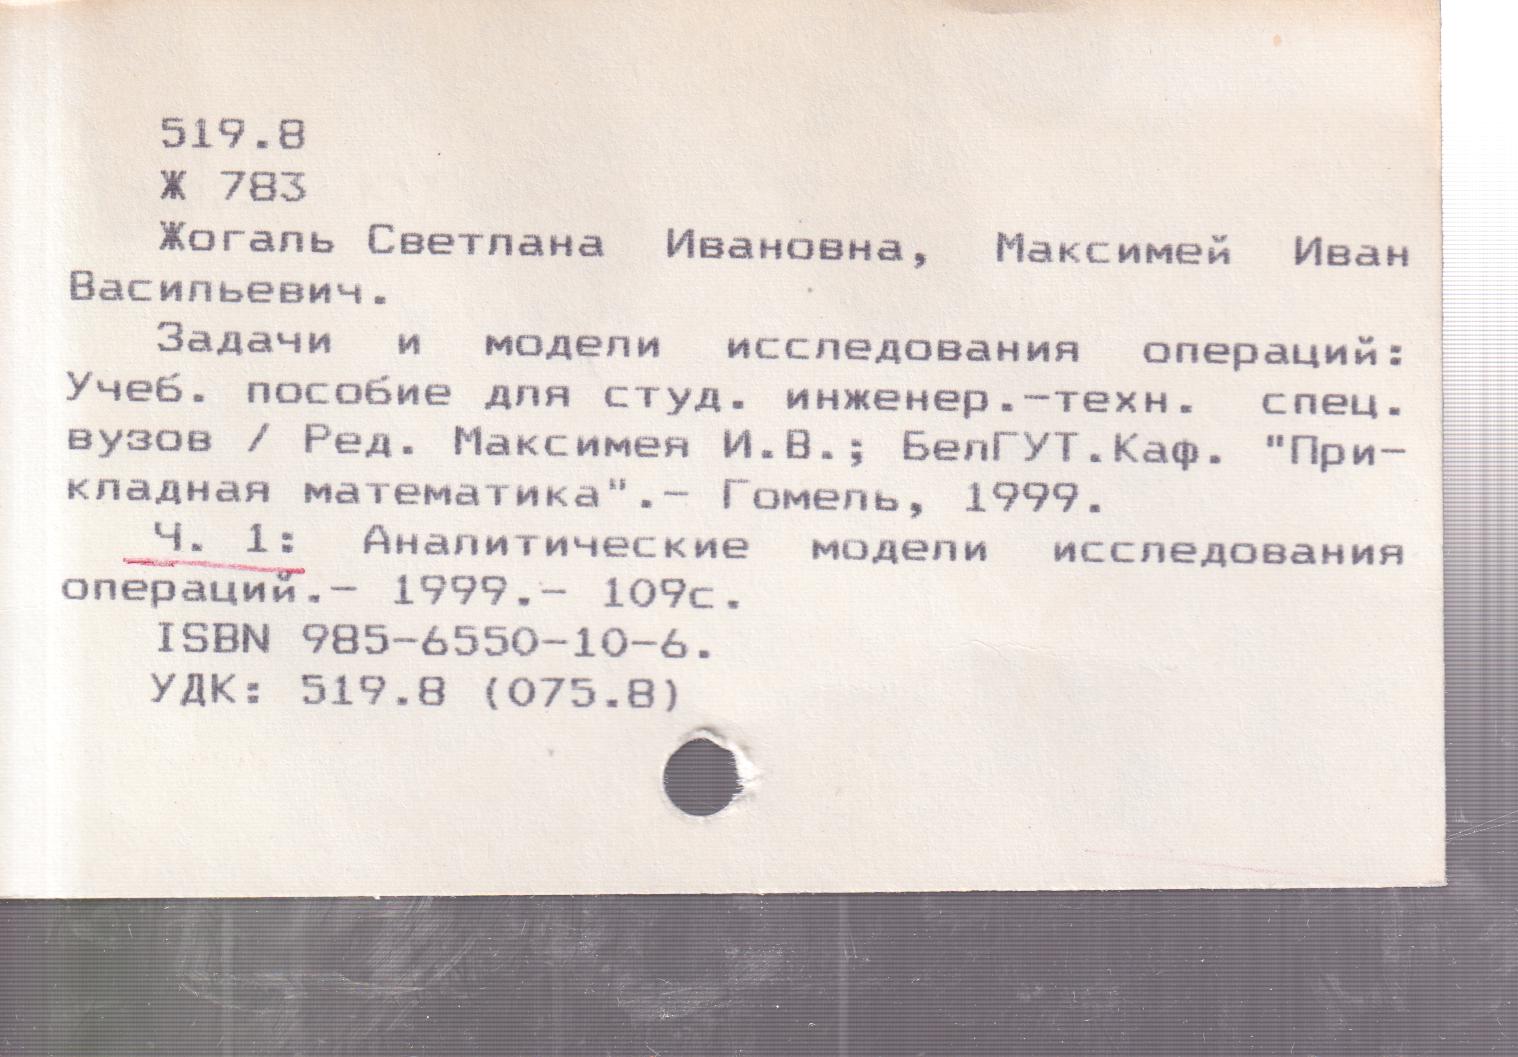 519.8
Ж 783
Жогаль Светлана Ивановна, Максимей Иван
Васильевич.
Задачи и модели исследования операций:
Учеб. пособие для студ. инженер.-техн. спец.
вузов / Ред. Максимея И.В.; БелГУТ.Каф. "При-
кладная математика".- Гомель, 1999.
Ч. 1: Аналитические модели исследования
операций.- 1999.- 109с.
ISBN 985-6550-10-6.
УДК: 519.8 (075.8)